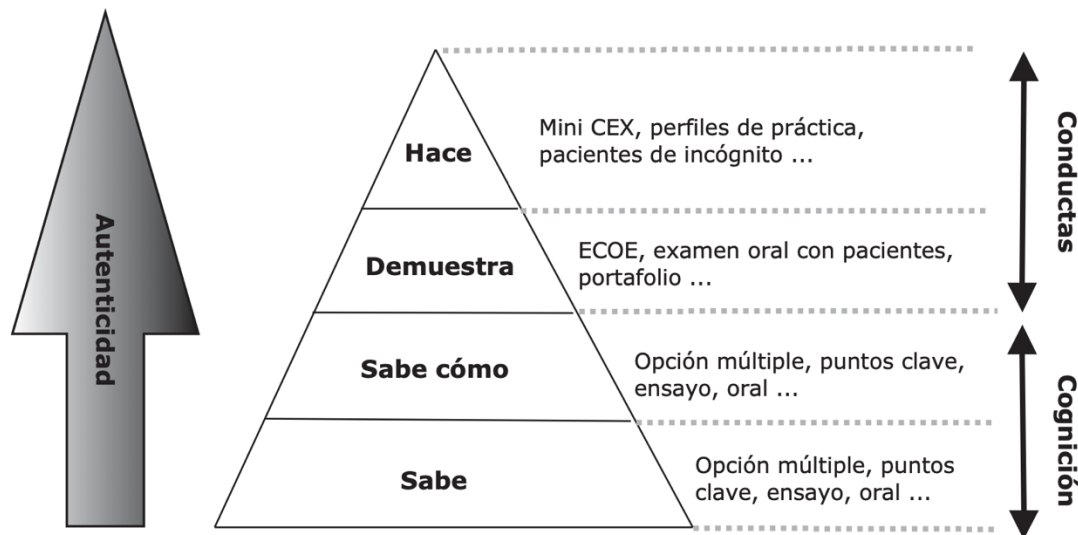 Autenticidad
Hace
Mini CEX, perfiles de práctica,
pacientes de incógnito ...
Demuestra
ECOE, examen oral con pacientes,
portafolio ...
Conductas
Sabe cómo
Opción múltiple, puntos clave,
ensayo, oral ...
Sabe
Opción múltiple, puntos
clave, ensayo, oral ...
Cognición